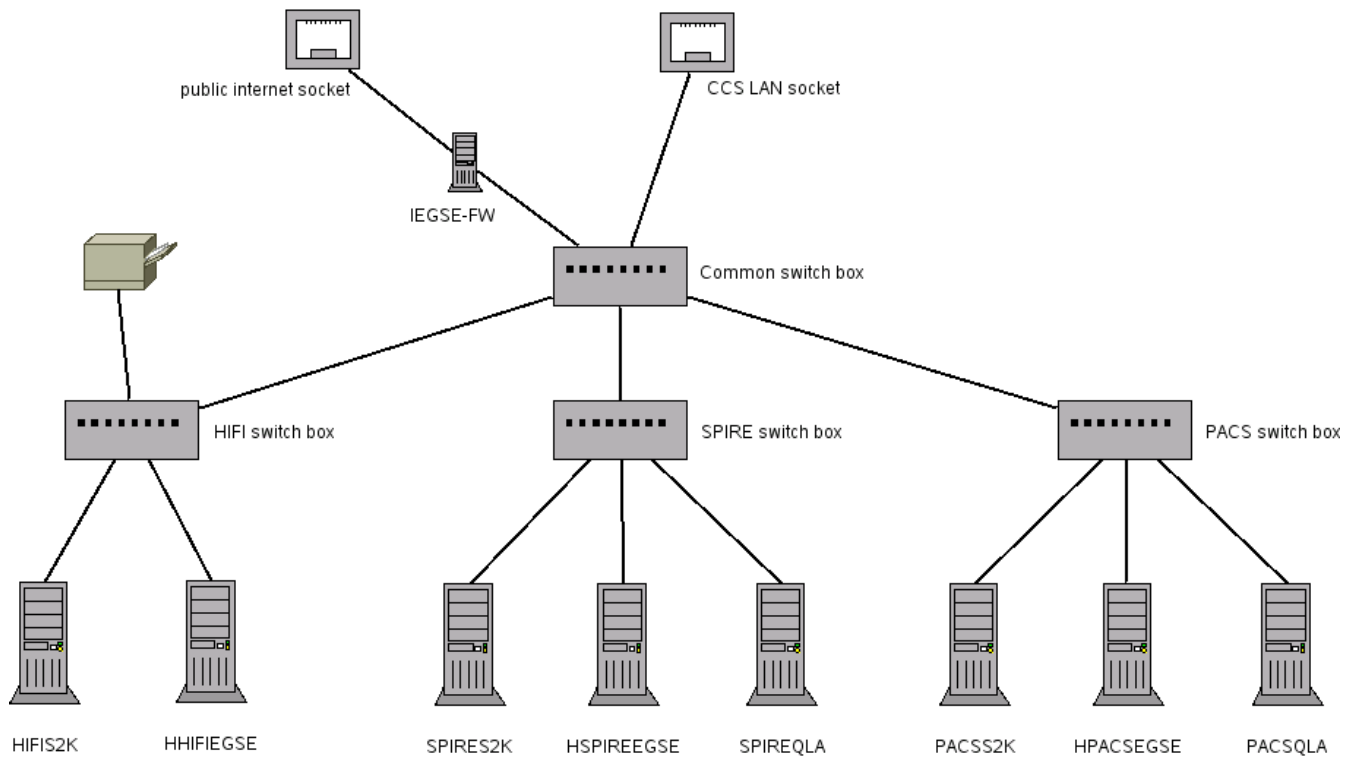 public internet socket
CCS LAN socket
IEGSE-FW
Common switch box
HIFI switch box
SPIRE switch box
PACS switch box
HIFIS2K
HHIFIEGSE
SPIRES2K
HSPIREEGSE
SPIREQLA
PACSS2K
HPACSEGSE
PACSQLA